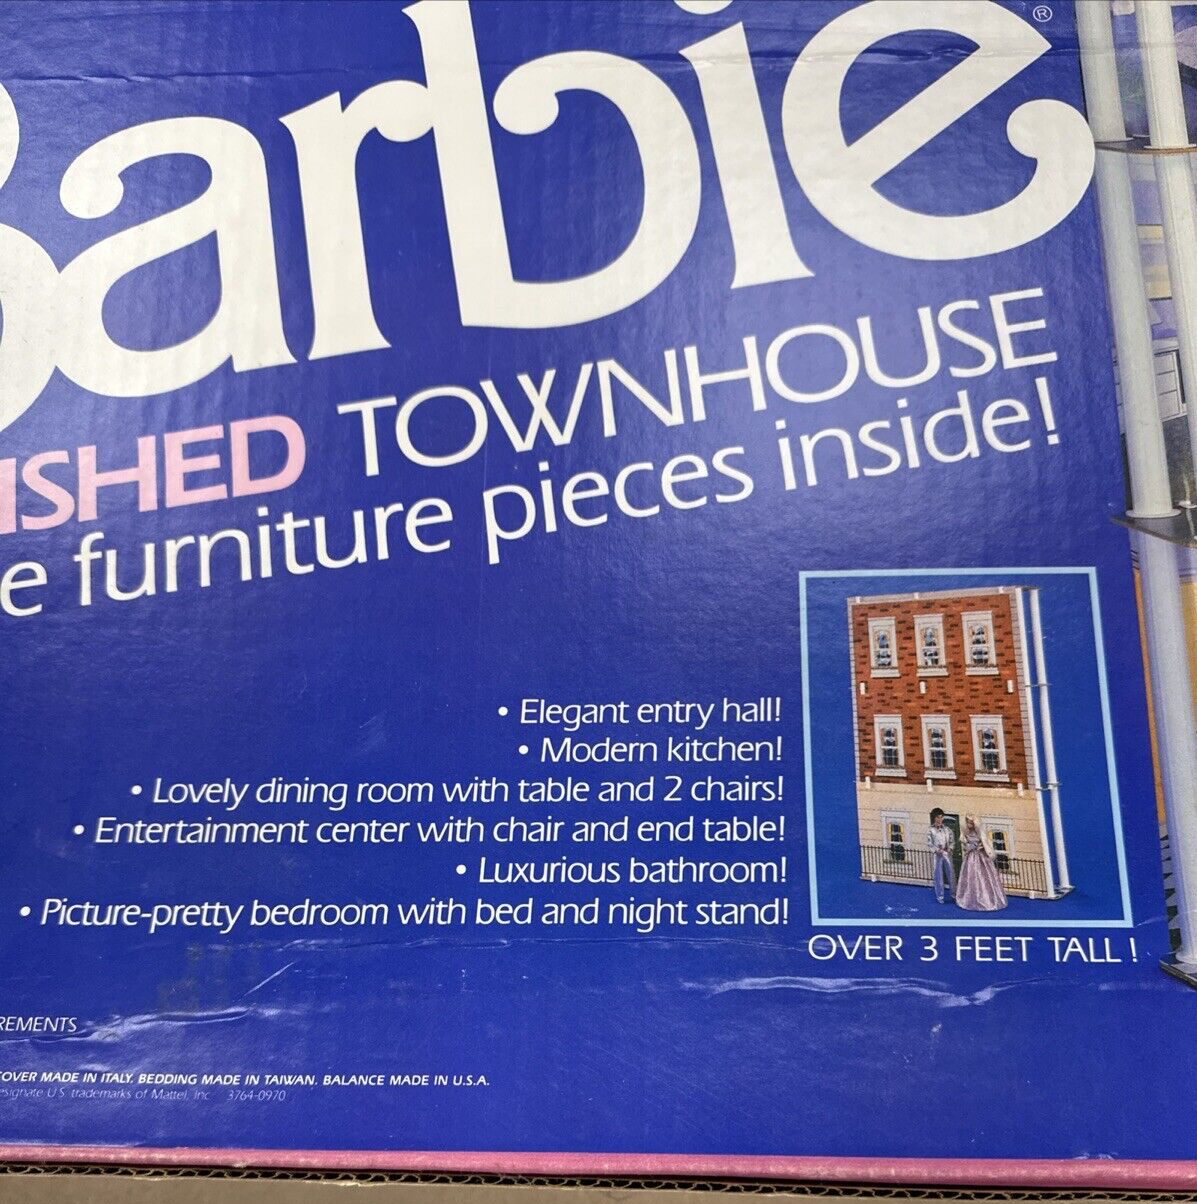 Barbie®
ISHED TOWNHOUSE
e furniture pieces inside!
• Elegant entry hall!
• Modern kitchen!
• Lovely dining room with table and 2 chairs!
• Entertainment center with chair and end table!
• Luxurious bathroom!
• Picture-pretty bedroom with bed and night stand!
OVER 3 FEET TALL!
REMENTS
COVER MADE IN ITALY. BEDDING MADE IN TAIWAN. BALANCE MADE IN U.S.A.
esignate U.S. trademarks of Mattel, Inc. 3764-0970